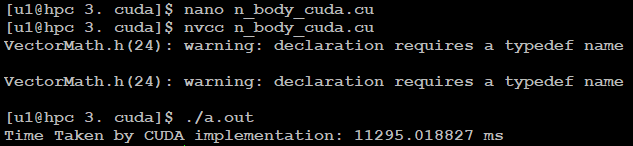 [u1@hpc 3. cuda]$ nano n_body_cuda.cu
[u1@hpc 3. cuda]$ nvcc n_body_cuda.cu
VectorMath.h(24): warning: declaration requires a typedef name
VectorMath.h(24): warning: declaration requires a typedef name
[u1@hpc 3. cuda]$ ./a.out
Time Taken by CUDA implementation: 11295.018827 ms